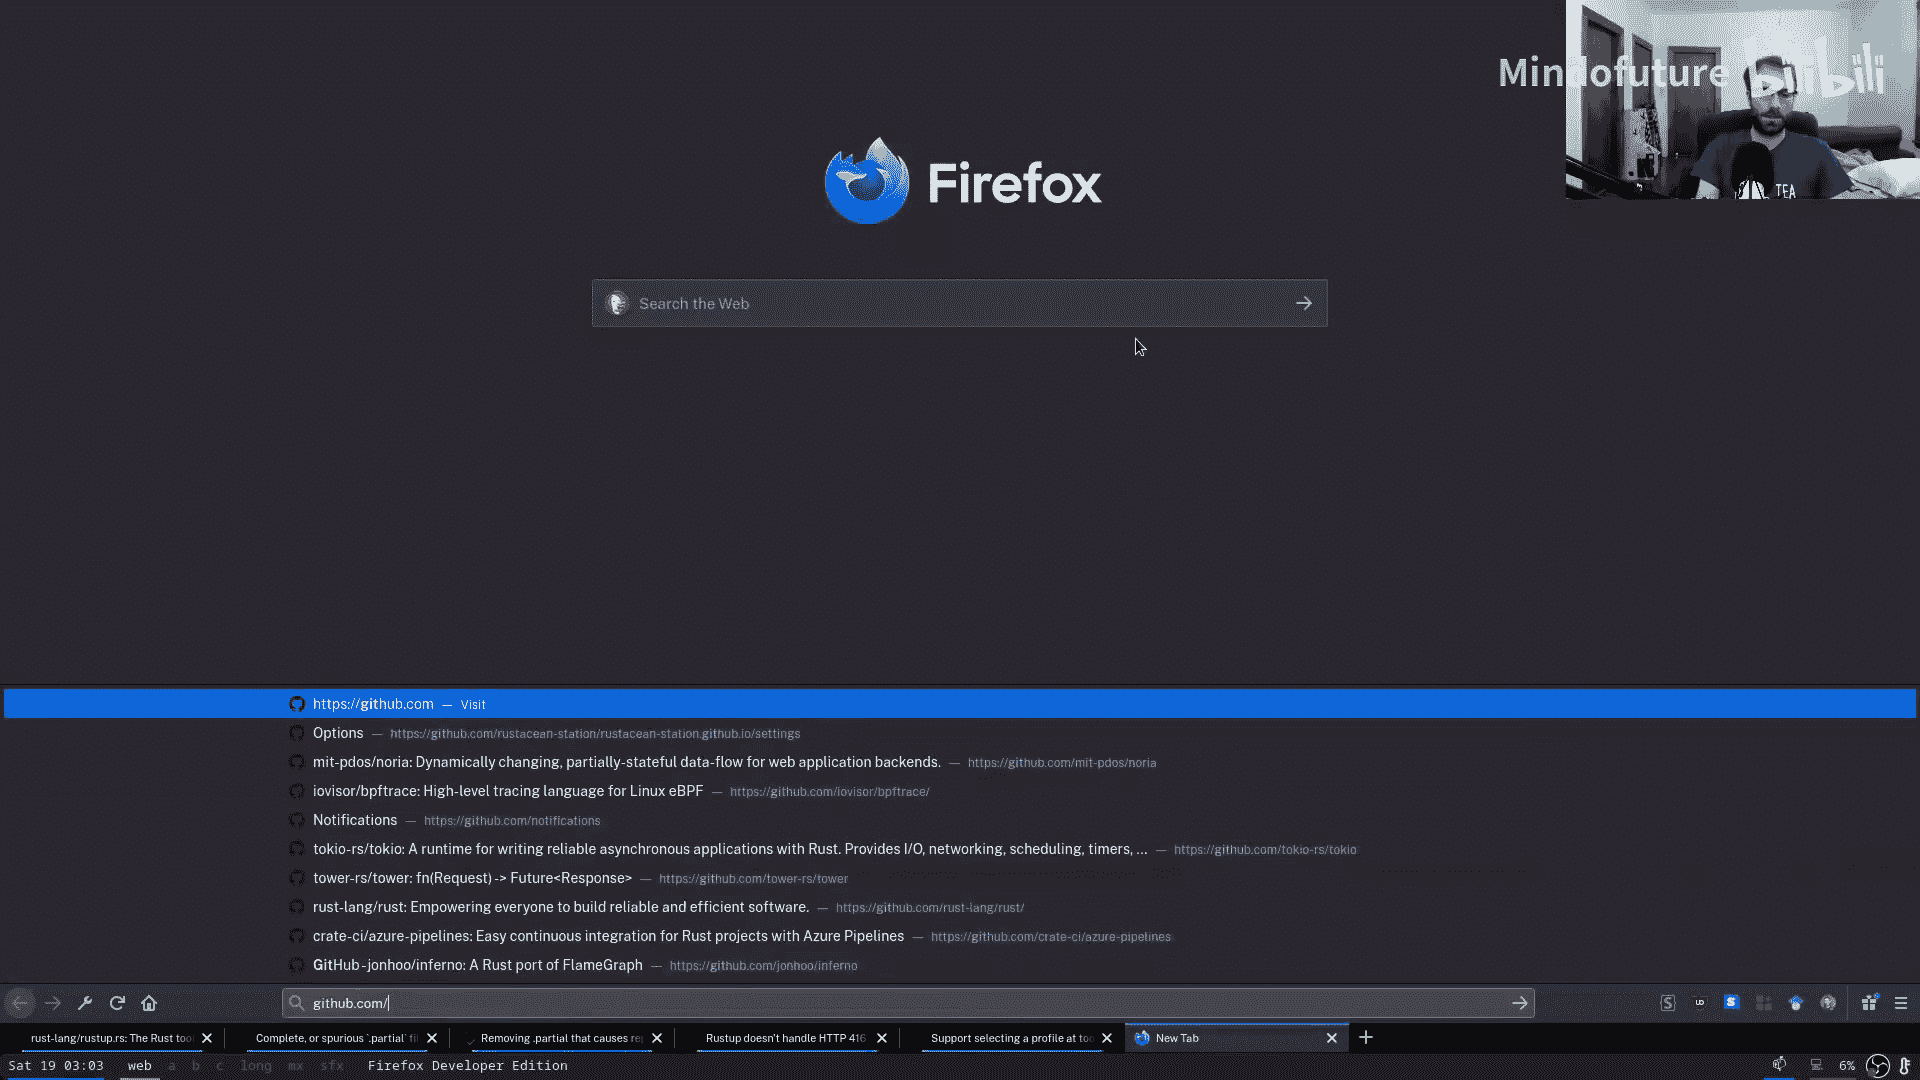 Mindofuture bilibili
TEA
Firefox
Search the Web
https://github.com — Visit
Options — https://github.com/rustacean-station/rustacean-station.github.io/settings
mit-pdos/noria: Dynamically changing, partially-stateful data-flow for web application backends. — https://github.com/mit-pdos/noria
iovisor/bpftrace: High-level tracing language for Linux eBPF — https://github.com/iovisor/bpftrace/
Notifications — https://github.com/notifications
tokio-rs/tokio: A runtime for writing reliable asynchronous applications with Rust. Provides I/O, networking, scheduling, timers, ... — https://github.com/tokio-rs/tokio
tower-rs/tower: fn(Request) -> Future<Response> — https://github.com/tower-rs/tower
rust-lang/rust: Empowering everyone to build reliable and efficient software. — https://github.com/rust-lang/rust/
crate-ci/azure-pipelines: Easy continuous integration for Rust projects with Azure Pipelines — https://github.com/crate-ci/azure-pipelines
GitHub - jonhoo/inferno: A Rust port of FlameGraph — https://github.com/jonhoo/inferno
github.com/
rust-lang/rustup.rs: The Rust too Complete, or spurious `.partial` fi Removing .partial that causes re Rustup doesn't handle HTTP 416 Support selecting a profile at too New Tab
Sat 19 03:03 web a b c long mx sfx Firefox Developer Edition 6%